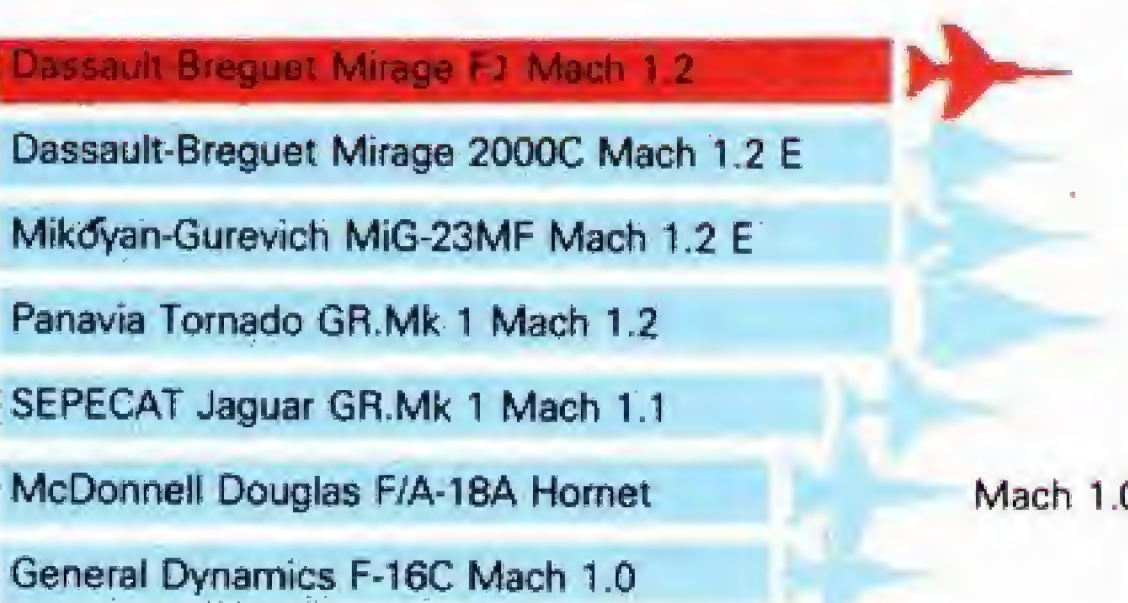 Dassault Breguet Mirage F1 Mach 1.2
Dassault-Breguet Mirage 2000C Mach 1.2 E
Mikoyan-Gurevich MiG-23MF Mach 1.2 E
Panavia Tornado GR.Mk 1 Mach 1.2
SEPECAT Jaguar GR.Mk 1 Mach 1.1
McDonnell Douglas F/A-18A Hornet Mach 1.0
General Dynamics F-16C Mach 1.0